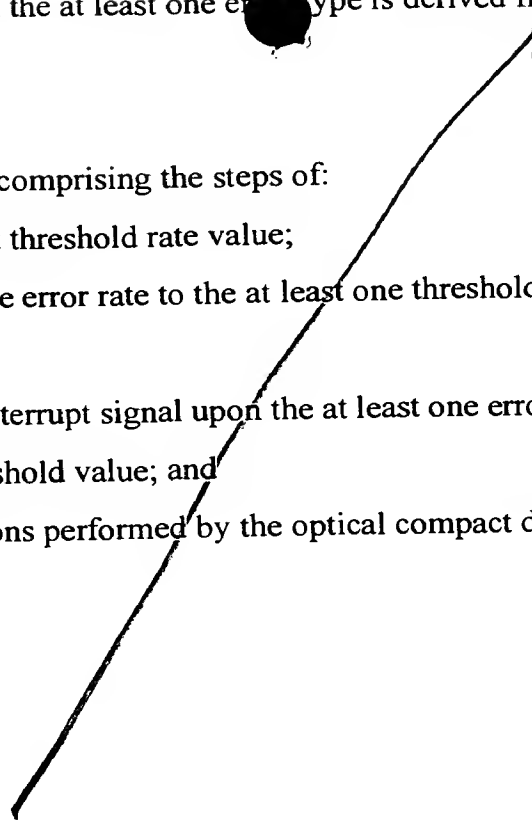 the at least one type is derived
comprising the steps of:
threshold rate value;
e error rate to the at least one threshold
terrupt signal upon the at least one erro
shold value; and
ons performed by the optical compact d